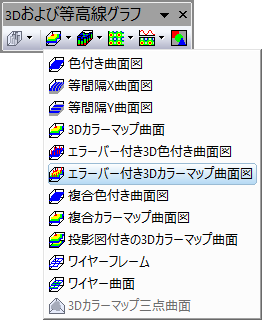 3Dおよび等高線グラフ
色付き曲面図
等間隔X曲面図
等間隔Y曲面図
3Dカラーマップ曲面
エラーバー付き3D色付き曲面図
エラーバー付き3Dカラーマップ曲面図
複合色付き曲面図
複合カラーマップ曲面図
投影図付きの3Dカラーマップ曲面
ワイヤーフレーム
ワイヤー曲面
3Dカラーマップ三点曲面